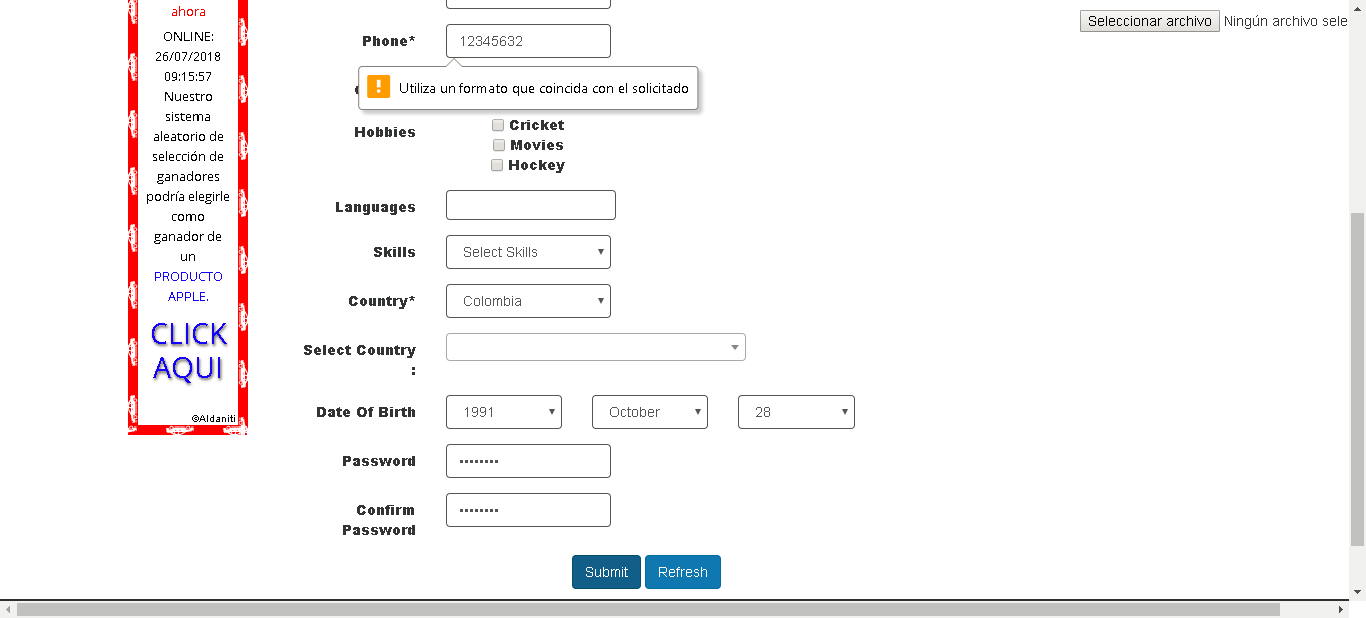 ahora
ONLINE:
26/07/2018
09:15:57
Nuestro
sistema
aleatorio de
selección de
ganadores
podría elegirle
como
ganador de
un
PRODUCTO
APPLE.
CLICK
AQUI
©Aldaniti
Seleccionar archivo Ningún archivo sele
Phone* 12345632
Utiliza un formato que coincida con el solicitado
Hobbies Cricket
Movies
Hockey
Languages
Skills Select Skills
Country* Colombia
Select Country
:
Date Of Birth 1991 October 28
Password ••••••••
Confirm ••••••••
Password
Submit Refresh